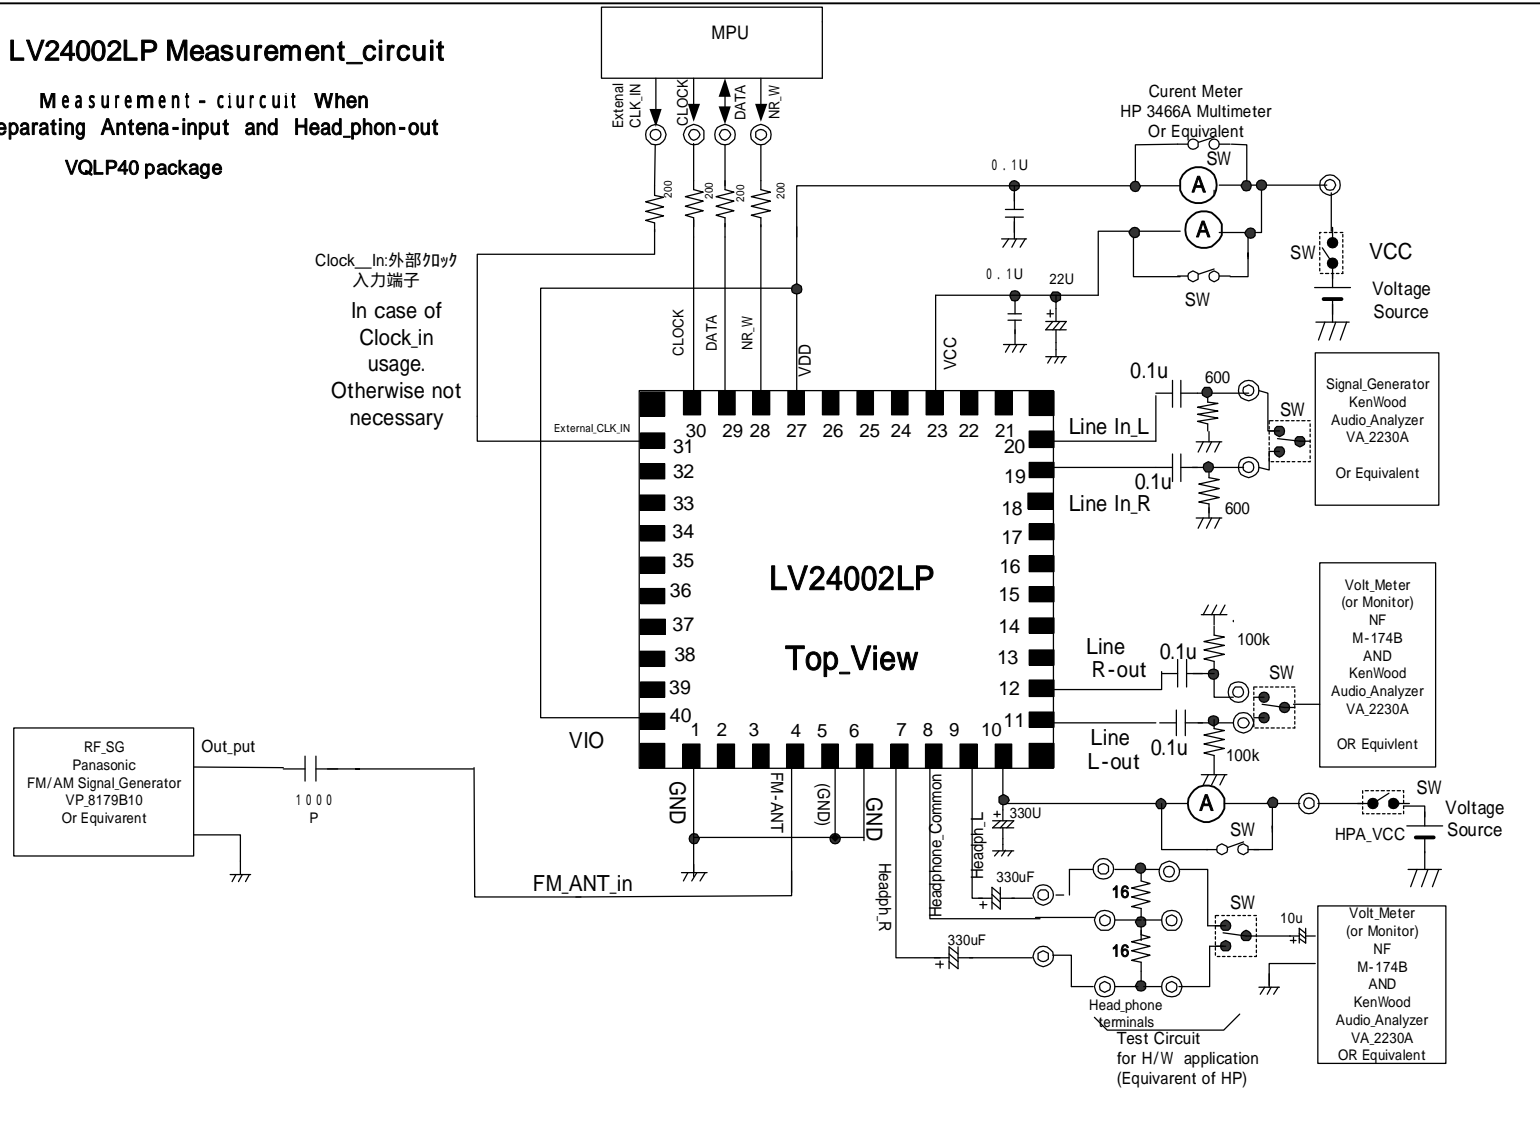 MPU
LV24002LP Measurement_circuit
Measurement - ciurcuit When
eparating Antena-input and Head_phon-out
VQLP40 package
Extenal
CLK_IN
CLOCK
DATA
NR_W
200
200
200
200
Curent Meter
HP 3466A Multimeter
Or Equivalent
SW
0.1U
A
A
SW
SW
VCC
Voltage
Source
0.1U
22U
+
Clock_In:外部クロック
入力端子
In case of
Clock_in
usage.
Otherwise not
necessary
CLOCK
DATA
NR_W
VDD
VCC
External_CLK_IN
30
29
28
27
26
25
24
23
22
21
31
32
33
34
35
36
37
38
39
40
20
19
18
17
16
15
14
13
12
11
1
2
3
4
5
6
7
8
9
10
LV24002LP
Top_View
Line In_L
0.1u
600
Line In_R
0.1u
600
SW
Signal_Generator
KenWood
Audio_Analyzer
VA_2230A
Or Equivalent
Line
R-out
0.1u
100k
SW
Line
L-out
0.1u
100k
Volt_Meter
(or Monitor)
NF
M-174B
AND
KenWood
Audio_Analyzer
VA_2230A
OR Equivlent
VIO
RF_SG
Panasonic
FM/AM Signal_Generator
VP_8179B10
Or Equivarent
Out_put
1000
P
FM_ANT_in
GND
FM-ANT
(GND)
GND
Headph_R
Headphone_Common
Headph_L
+
330U
A
SW
SW
HPA_VCC
Voltage
Source
330uF
+
330uF
+
16
16
SW
10u
+
Head_phone
terminals
Test Circuit
for H/W application
(Equivarent of HP)
Volt_Meter
(or Monitor)
NF
M-174B
AND
KenWood
Audio_Analyzer
VA_2230A
OR Equivalent